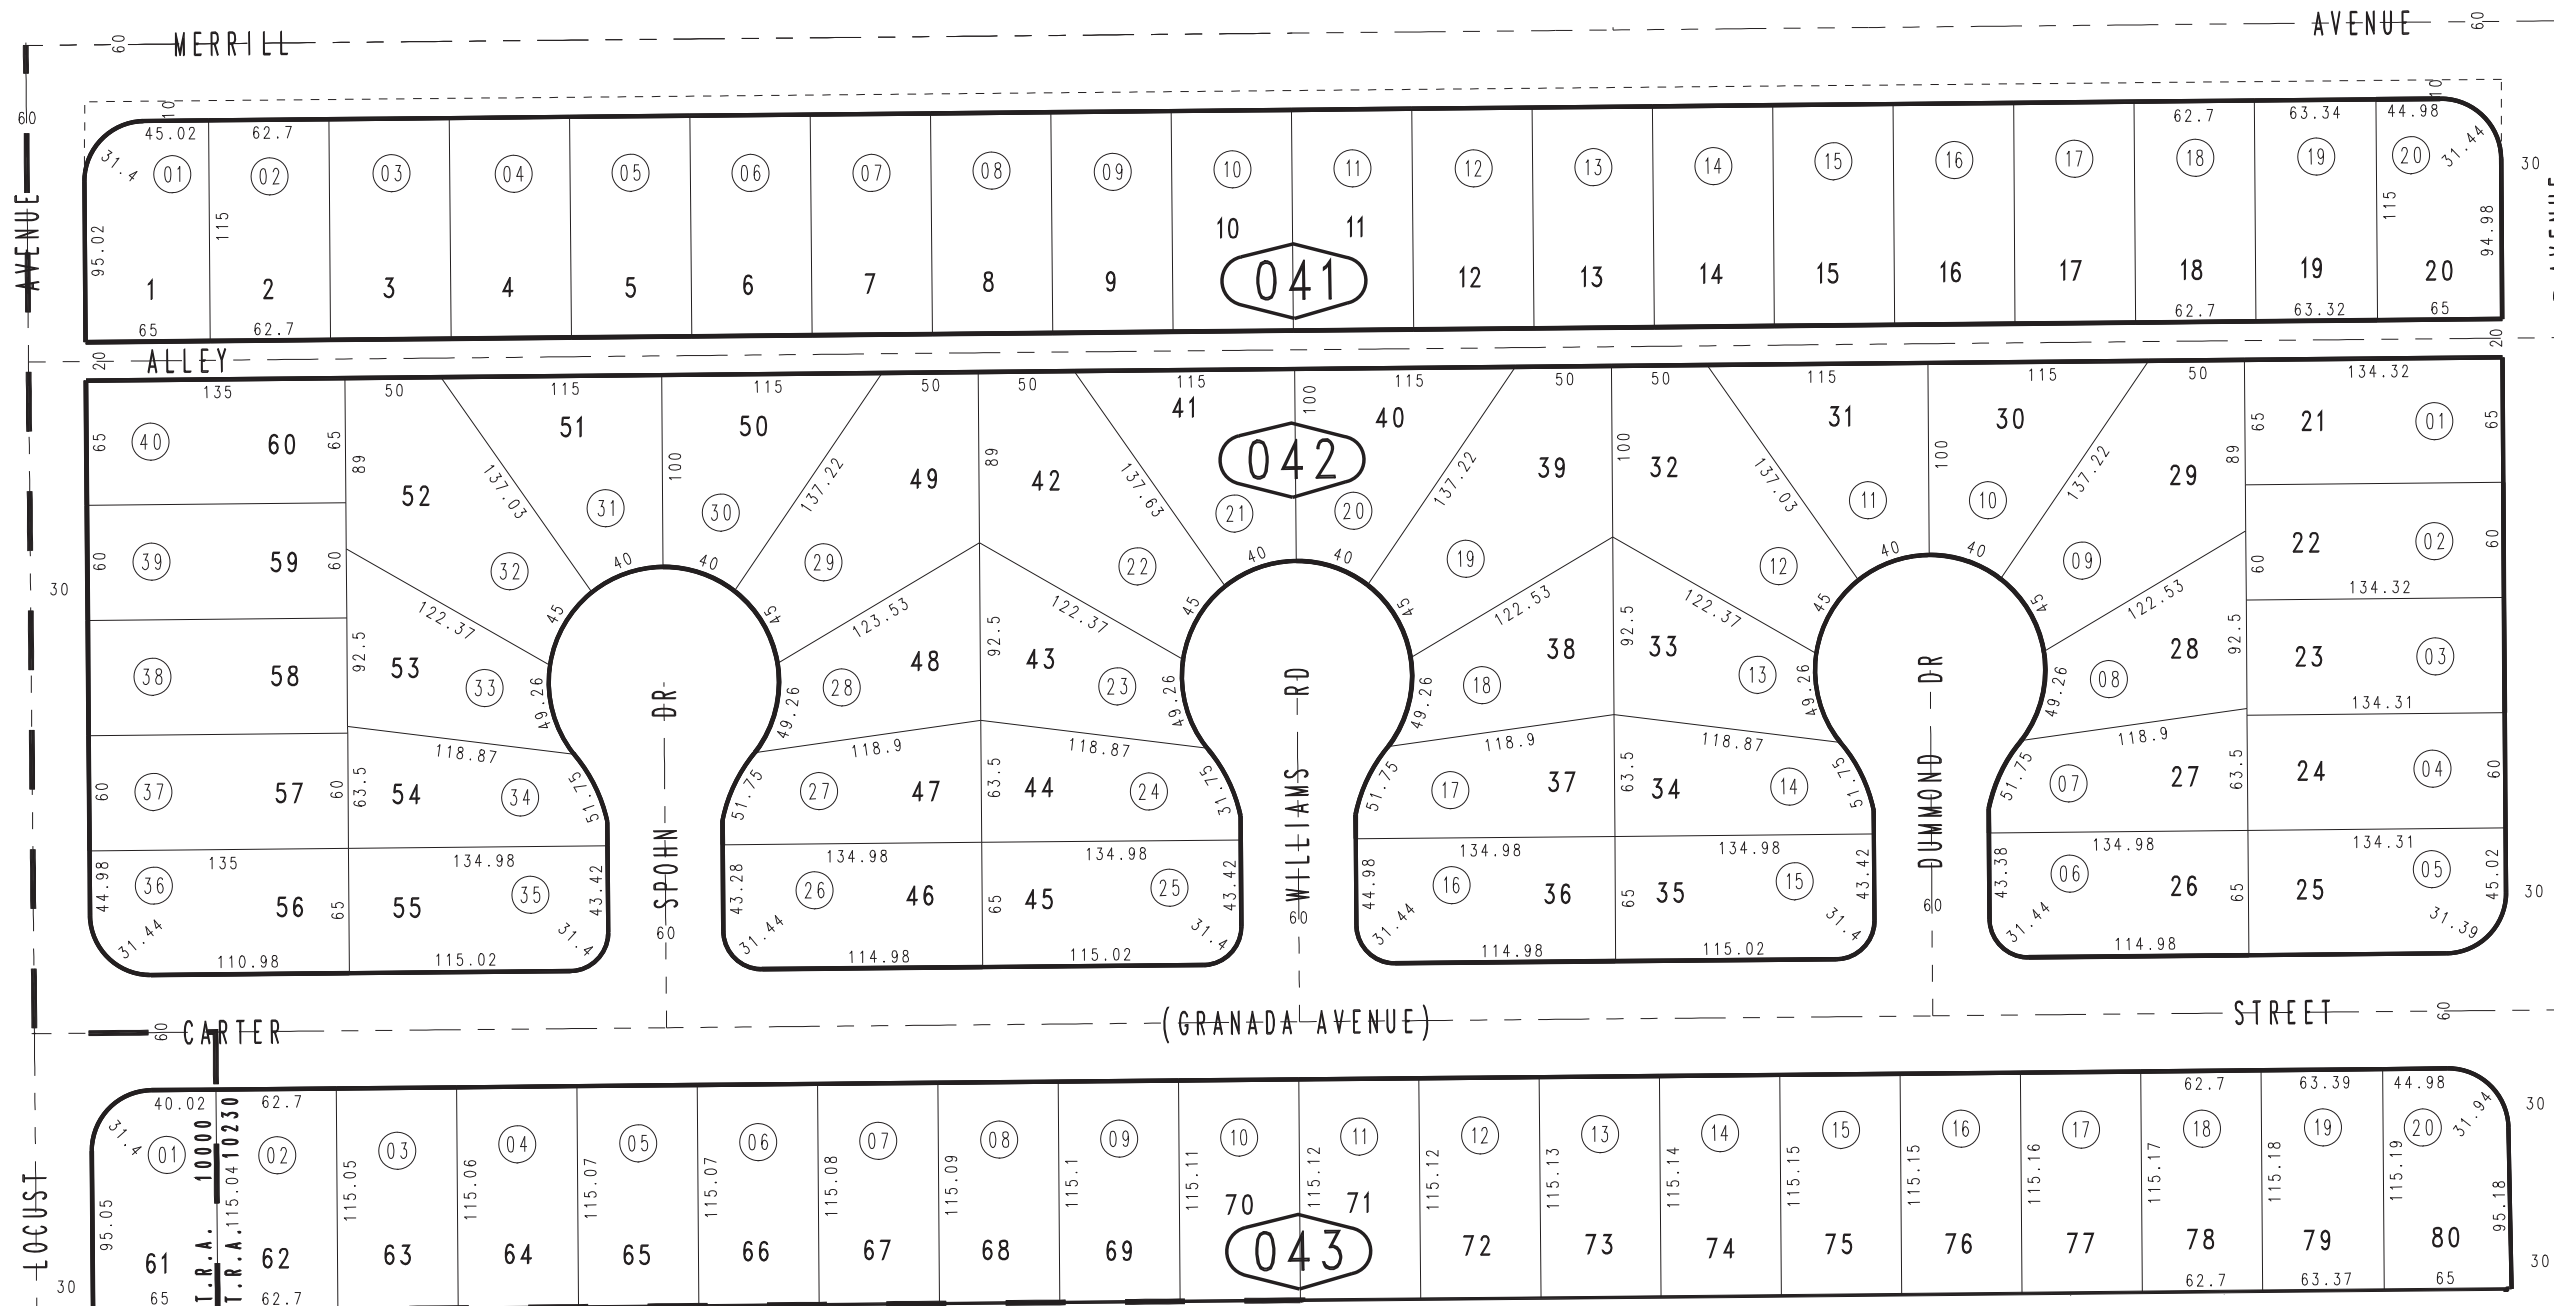 60 MERRILL AVENUE 60
10 10
60
45.02 62.7 62.7 63.34 44.98
31.4 01 02 03 04 05 06 07 08 09 10 11 12 13 14 15 16 17 18 19 20 31.44 30
AVENUE 95.02 115 10 11 115 94.98
1 2 3 4 5 6 7 8 9 041 12 13 14 15 16 17 18 19 20
65 62.7 62.7 63.32 65
20 ALLEY 20
135 50 115 115 50 50 115 115 50 50 115 115 50 134.32
51 50 41 100 40 31 30
65 40 60 65 89 137.03 100 137.22 49 89 42 137.63 042 137.22 39 100 32 137.03 100 137.22 29 89 65 21 01 65
52 31 30 21 20 11 10
39 59 32 40 40 29 22 40 40 19 12 40 40 09 22 02
60 60 45 45 45 45 45 45 60 60
30 122.37 123.53 122.37 122.53 122.37 122.53 134.32
38 58 92.5 53 33 49.26 DR 49.26 28 48 92.5 43 23 49.26 RD 49.26 18 38 92.5 33 13 49.26 DR 49.26 08 28 92.5 23 03
118.87 118.9 118.87 118.9 118.87 118.9 134.31
60 37 57 60 63.5 54 34 51.75 51.75 27 47 63.5 44 24 31.75 51.75 17 37 63.5 34 14 51.75 51.75 07 27 63.5 24 04 60
SPOHN WILLIAMS DUMMOND
135 134.98 134.98 134.98 134.98 134.98 134.98 134.31
44.98 36 56 65 55 35 43.42 43.28 26 46 65 45 25 43.42 44.98 16 36 65 35 15 43.42 43.38 06 26 65 25 05 45.02 30
31.44 31.4 60 31.44 31.4 60 31.44 31.4 60 31.44 31.39
110.98 115.02 114.98 115.02 114.98 115.02 114.98
60 CARTER (GRANADA AVENUE) STREET 60
40.02 62.7 62.7 63.39 44.98 30
31.4 01 02 03 04 05 06 07 08 09 10 11 12 13 14 15 16 17 18 19 20 31.94
T.R.A. 10000
T.R.A. 10230
LOCUST 95.05 115.04 115.05 115.06 115.07 115.07 115.08 115.09 115.1 115.11 115.12 115.12 115.13 115.14 115.15 115.15 115.16 115.17 115.18 115.19 95.18
70 71
61 62 63 64 65 66 67 68 69 043 72 73 74 75 76 77 78 79 80
30 65 62.7 62.7 63.37 65 30